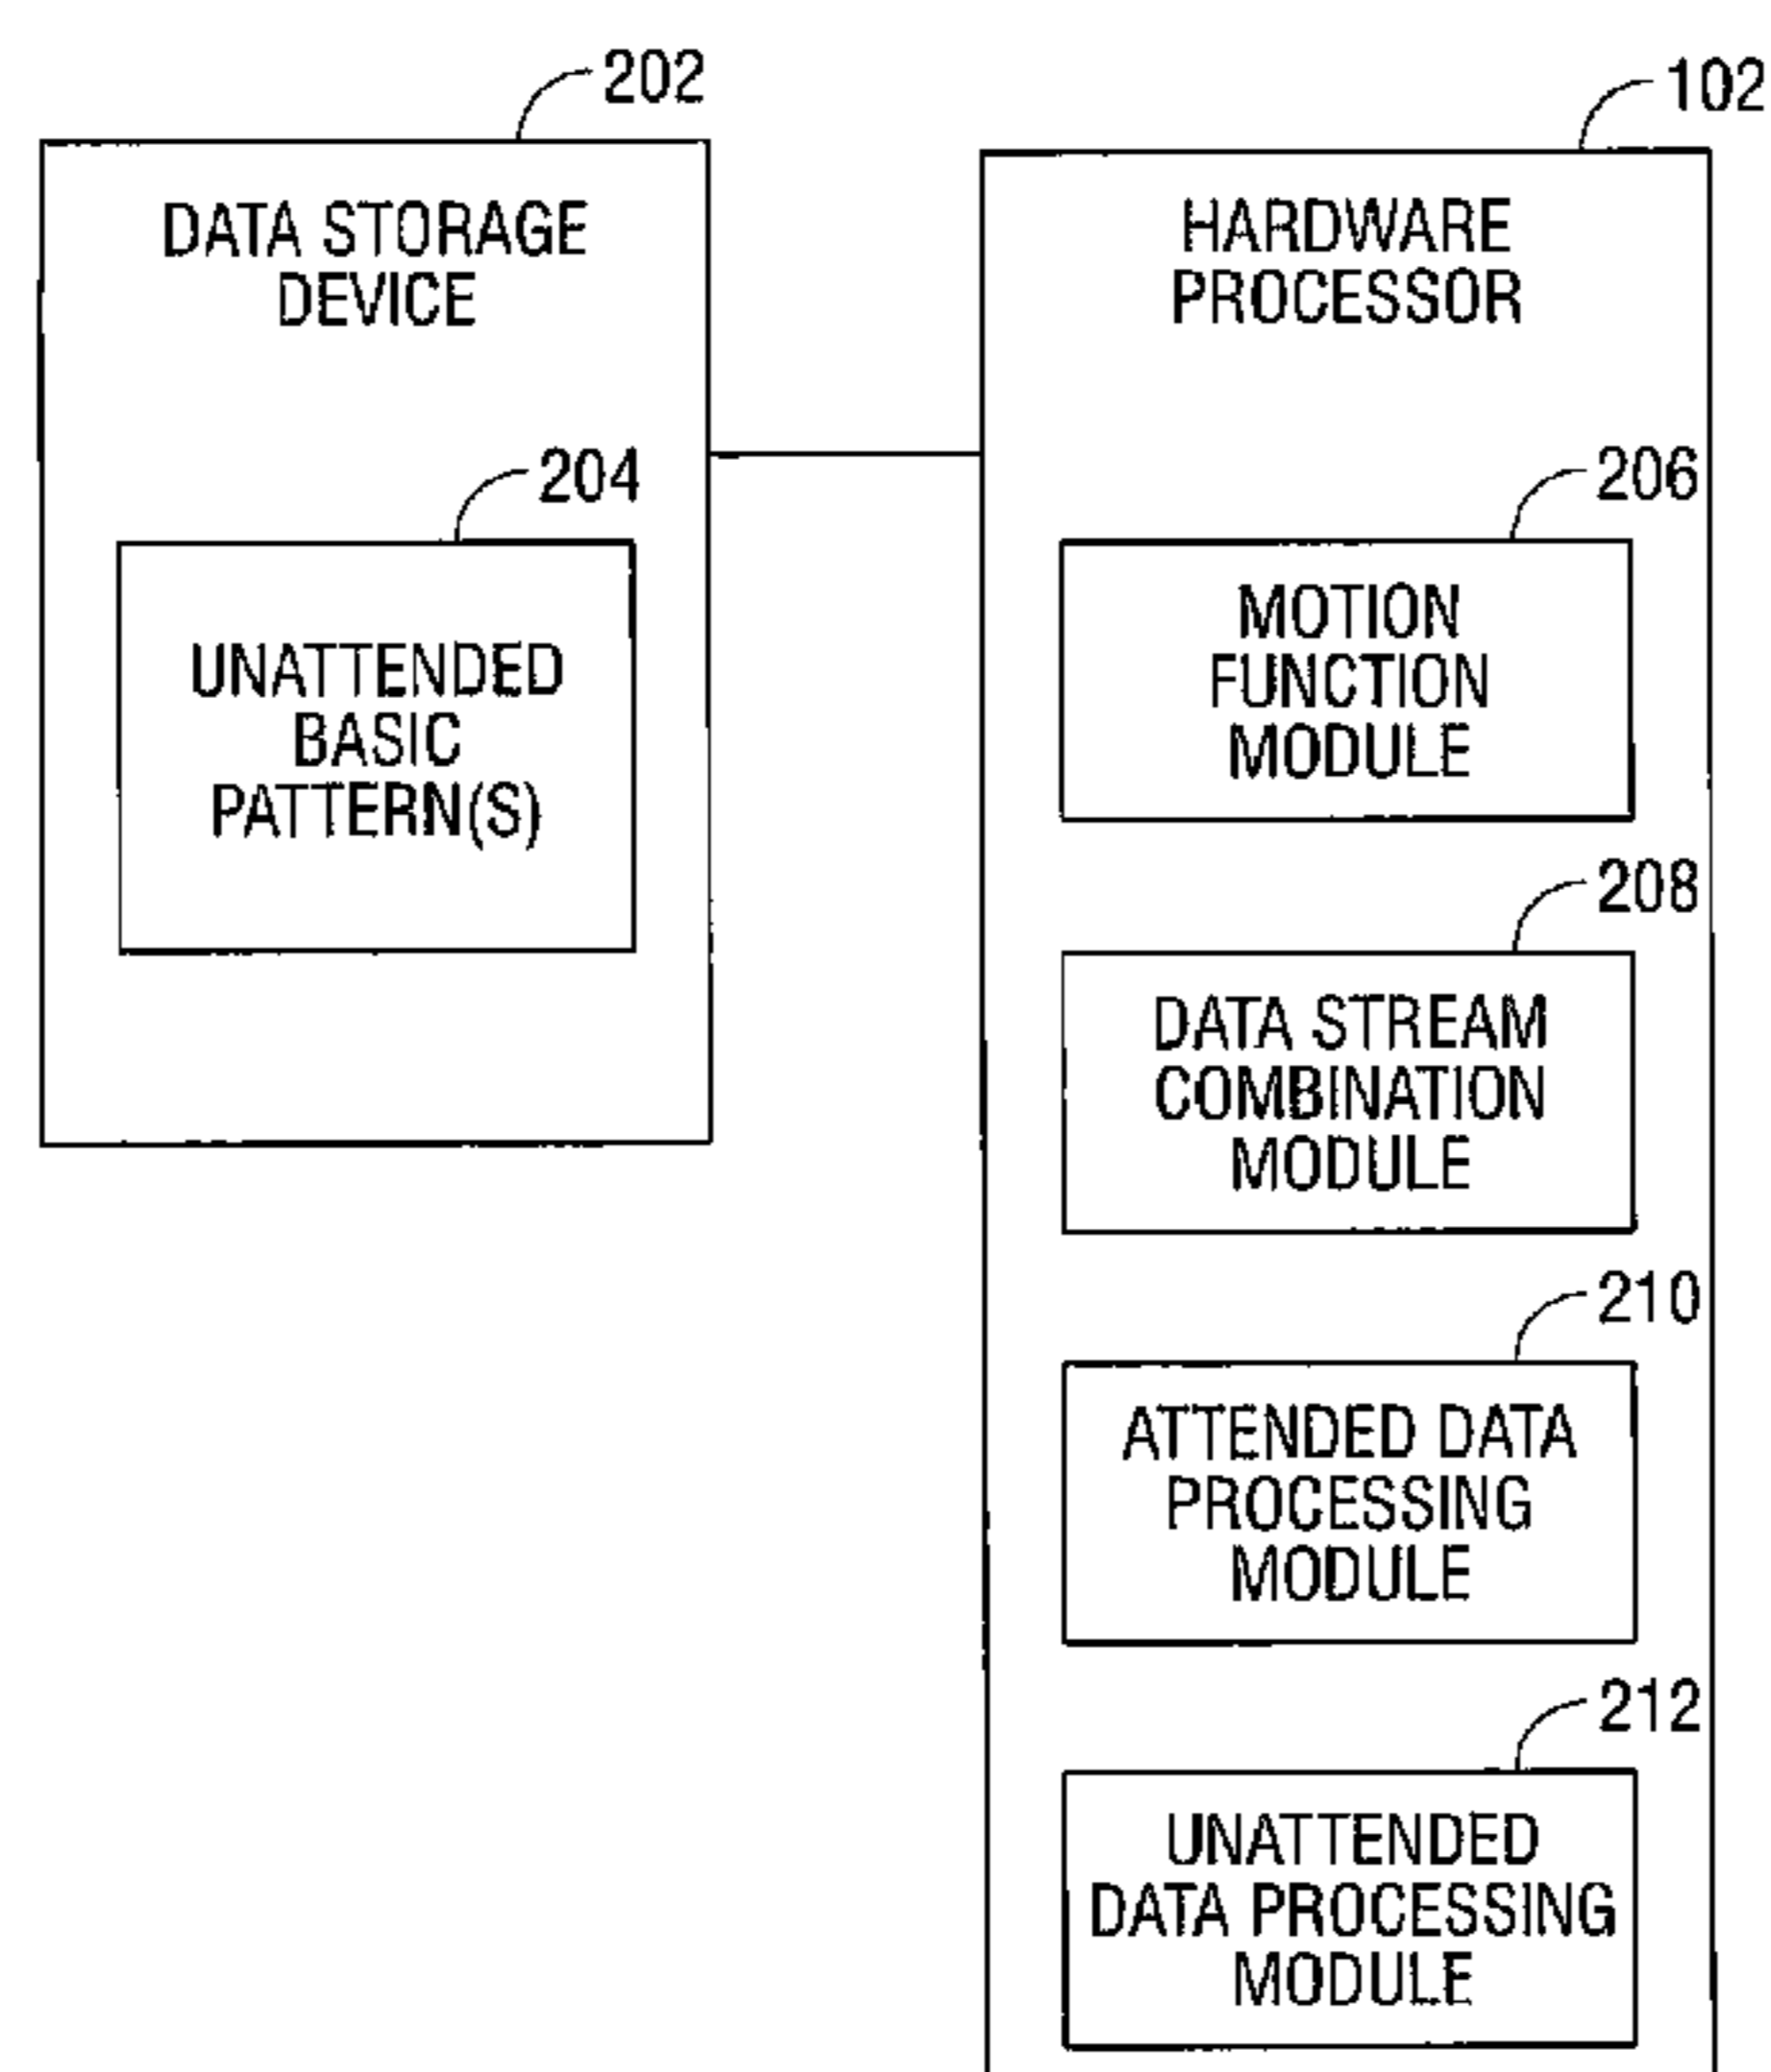 202
DATA STORAGE
DEVICE
204
UNATTENDED
BASIC
PATTERN(S)
102
HARDWARE
PROCESSOR
206
MOTION
FUNCTION
MODULE
208
DATA STREAM
COMBINATION
MODULE
210
ATTENDED DATA
PROCESSING
MODULE
212
UNATTENDED
DATA PROCESSING
MODULE